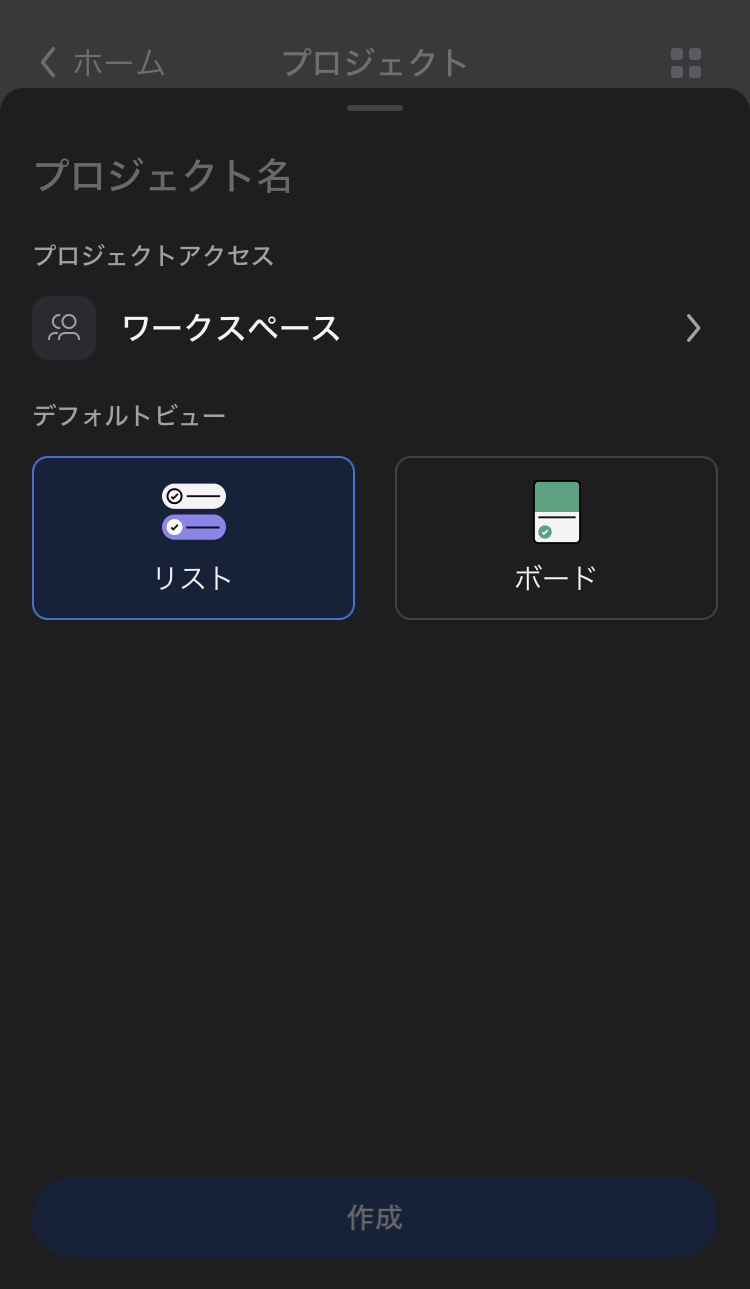 ホーム
プロジェクト
プロジェクト名
プロジェクトアクセス
ワークスペース
デフォルトビュー
リスト
ボード
作成